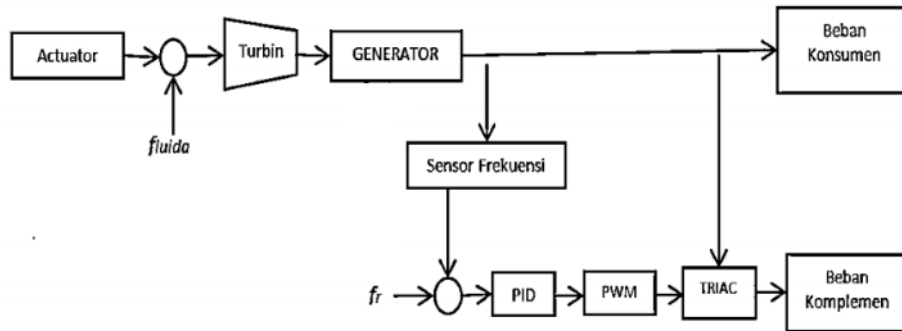 Actuator
Turbin
GENERATOR
Beban
Konsumen
fluida
Sensor Frekuensi
fr
PID
PWM
TRIAC
Beban
Komplemen